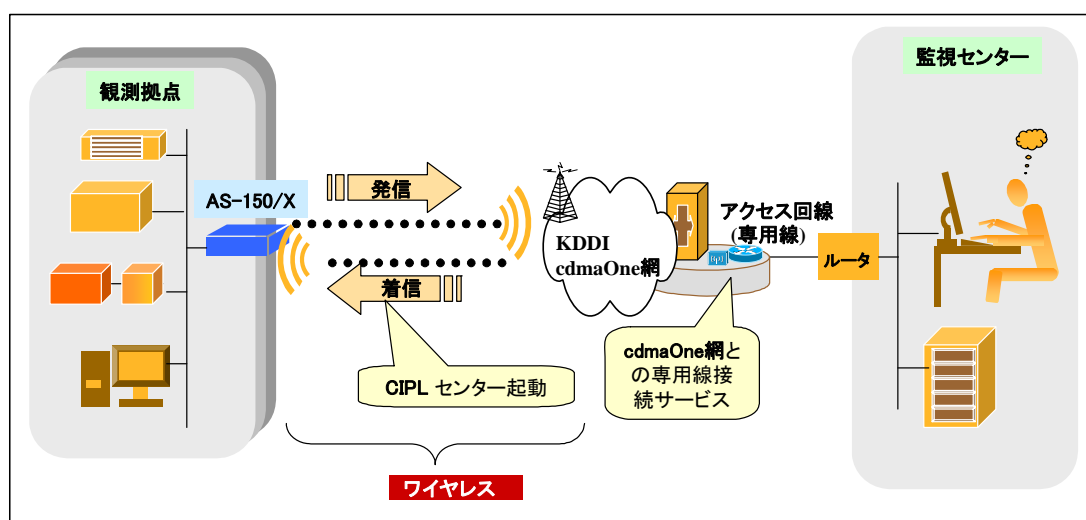 観測拠点
監視センター
AS-150/X
発信
着信
KDDI
cdmaOne網
アクセス回線
(専用線)
ルータ
CIPL センター起動
cdmaOne網と
の専用線接
続サービス
ワイヤレス